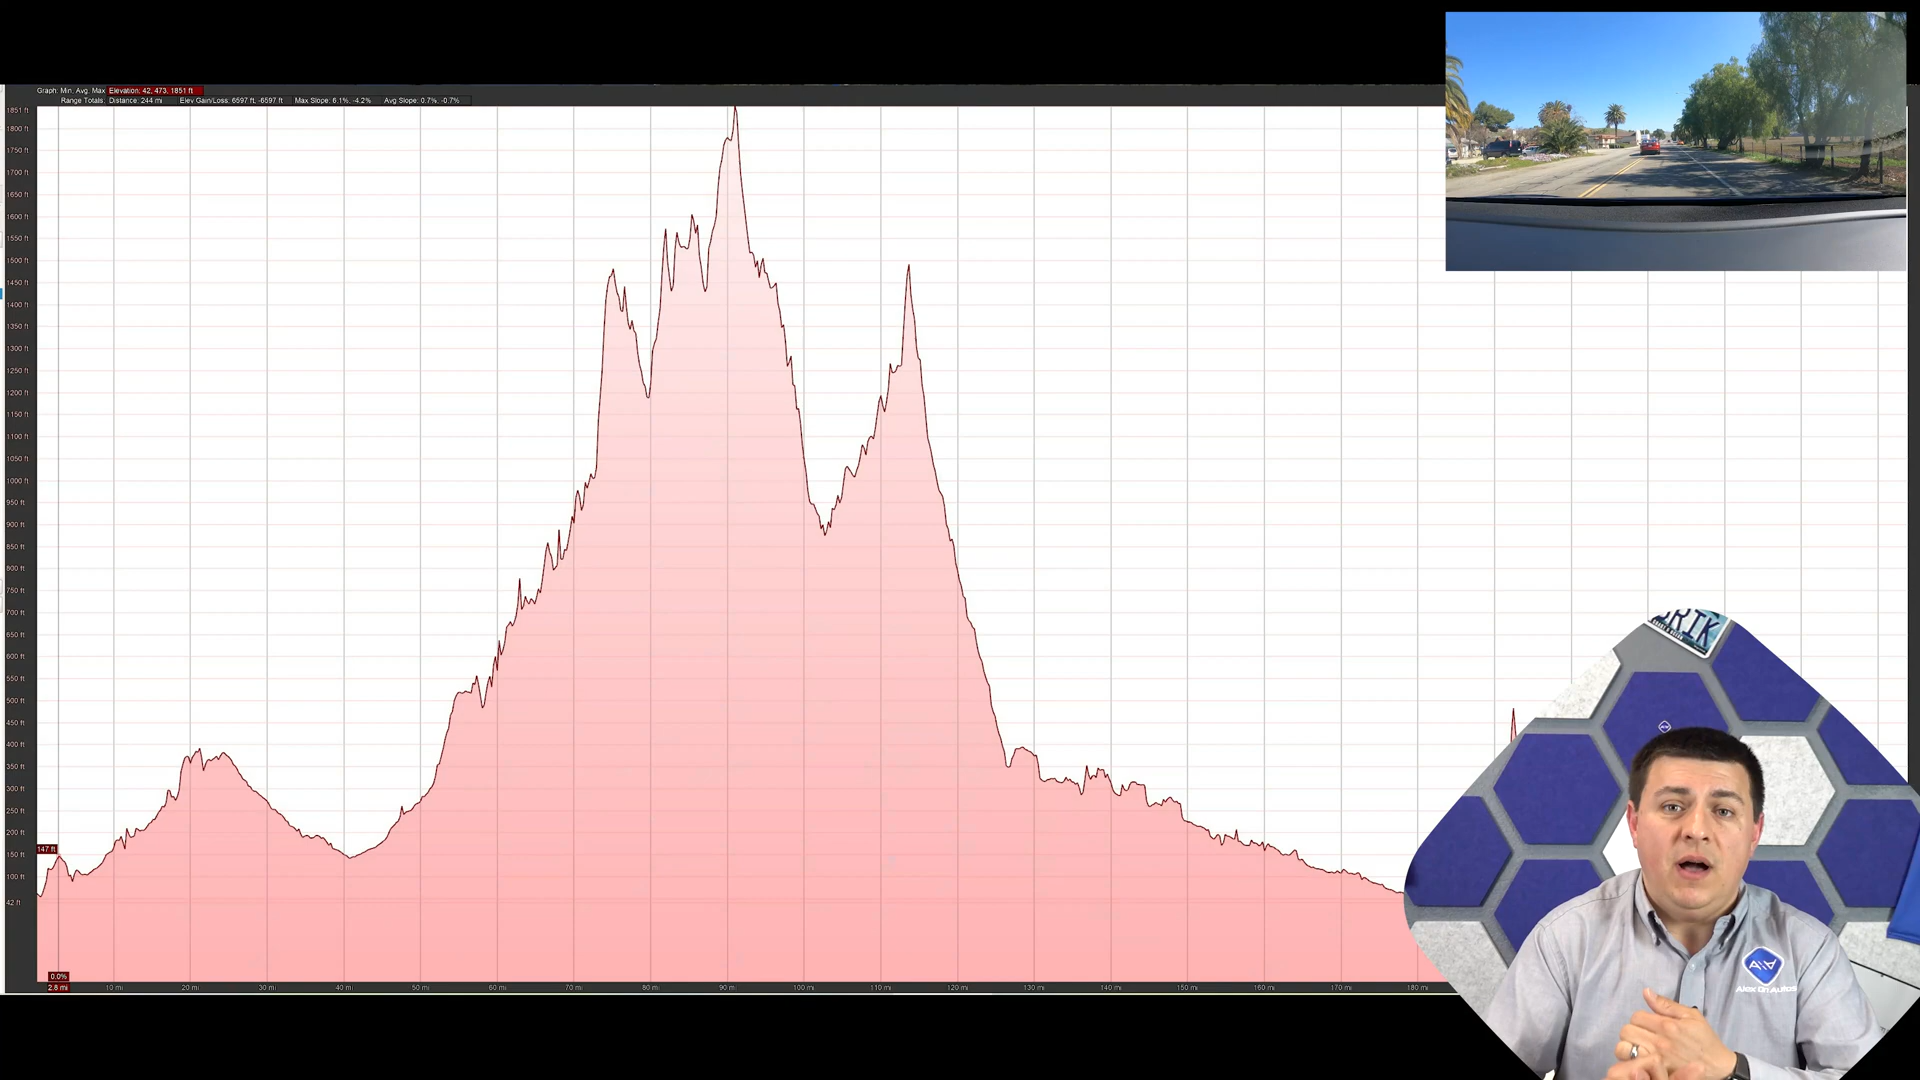 Graph: Min, Avg, Max Elevation: 42, 473, 1851 ft
Range Totals: Distance: 244 mi Elev Gain/Loss: 6597 ft, -6597 ft Max Slope: 6.1%, -4.2% Avg Slope: 0.7%, -0.7%
1851 ft
1800 ft
1750 ft
1700 ft
1650 ft
1600 ft
1550 ft
1500 ft
1450 ft
1400 ft
1350 ft
1300 ft
1250 ft
1200 ft
1150 ft
1100 ft
1050 ft
1000 ft
950 ft
900 ft
850 ft
800 ft
750 ft
700 ft
650 ft
600 ft
550 ft
500 ft
450 ft
400 ft
350 ft
300 ft
250 ft
200 ft
147 ft
150 ft
100 ft
42 ft
0.0%
2.8 mi 10 mi 20 mi 30 mi 40 mi 50 mi 60 mi 70 mi 80 mi 90 mi 100 mi 110 mi 120 mi 130 mi 140 mi 150 mi 160 mi 170 mi 180 mi
Alex On Autos